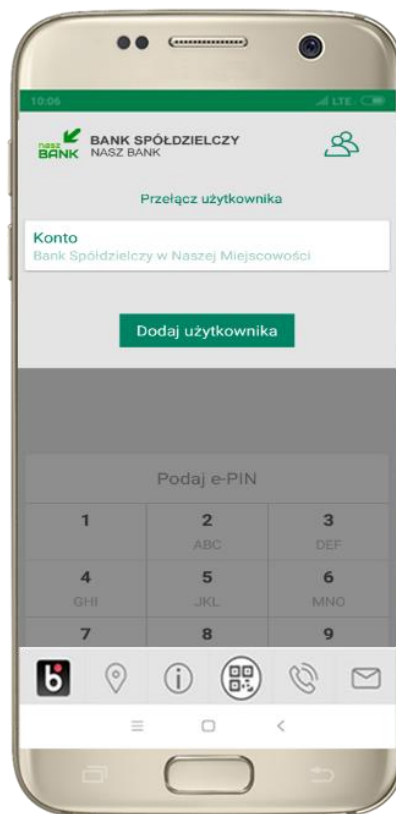 10:06 LTE
nasz BANK
BANK SPÓŁDZIELCZY
NASZ BANK
Przełącz użytkownika
Konto
Bank Spółdzielczy w Naszej Miejscowości
Dodaj użytkownika
Podaj e-PIN
1 2 3
ABC DEF
4 5 6
GHI JKL MNO
7 8 9